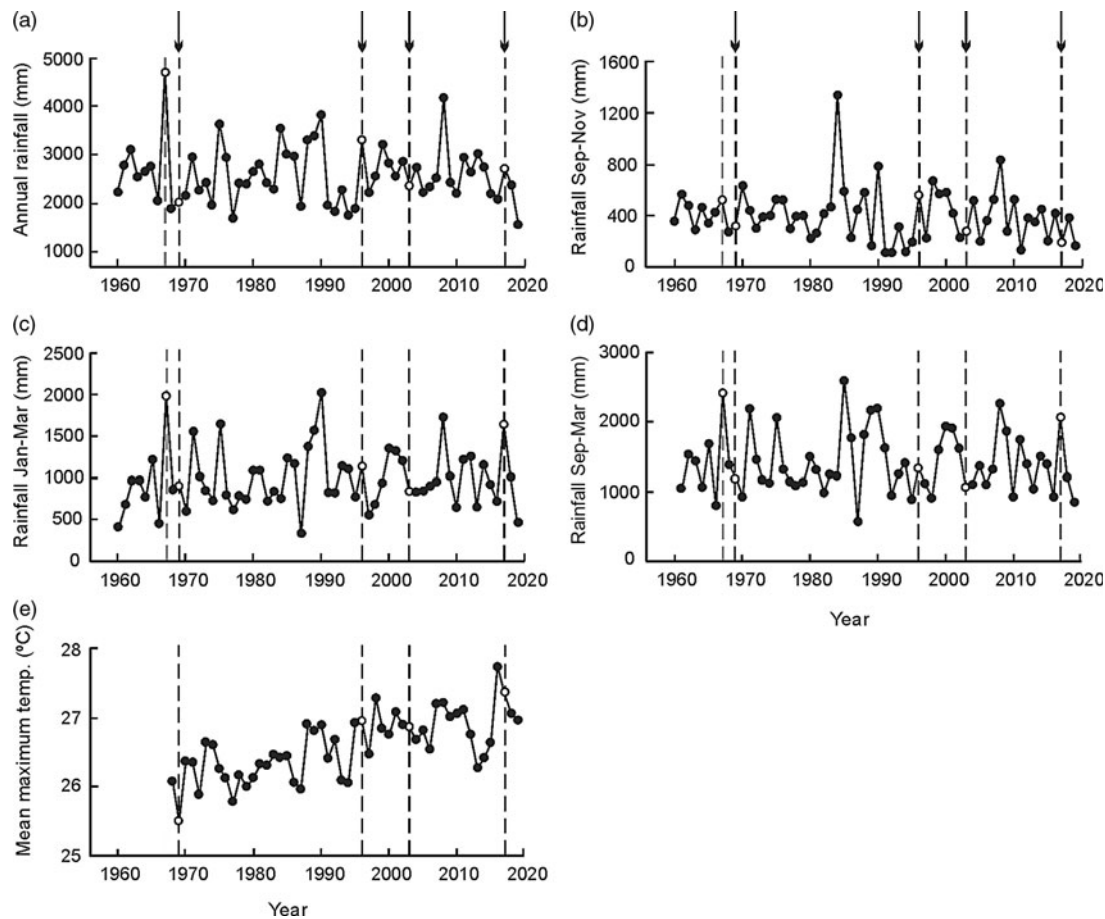 (a)
Annual rainfall (mm)
5000
4000
3000
2000
1000
1960 1970 1980 1990 2000 2010 2020
(b)
Rainfall Sep-Nov (mm)
1600
1200
800
400
0
1960 1970 1980 1990 2000 2010 2020
(c)
Rainfall Jan-Mar (mm)
2500
2000
1500
1000
500
0
1960 1970 1980 1990 2000 2010 2020
(d)
Rainfall Sep-Mar (mm)
3000
2000
1000
0
1960 1970 1980 1990 2000 2010 2020
Year
(e)
Mean maximum temp. (ºC)
28
27
26
25
1960 1970 1980 1990 2000 2010 2020
Year